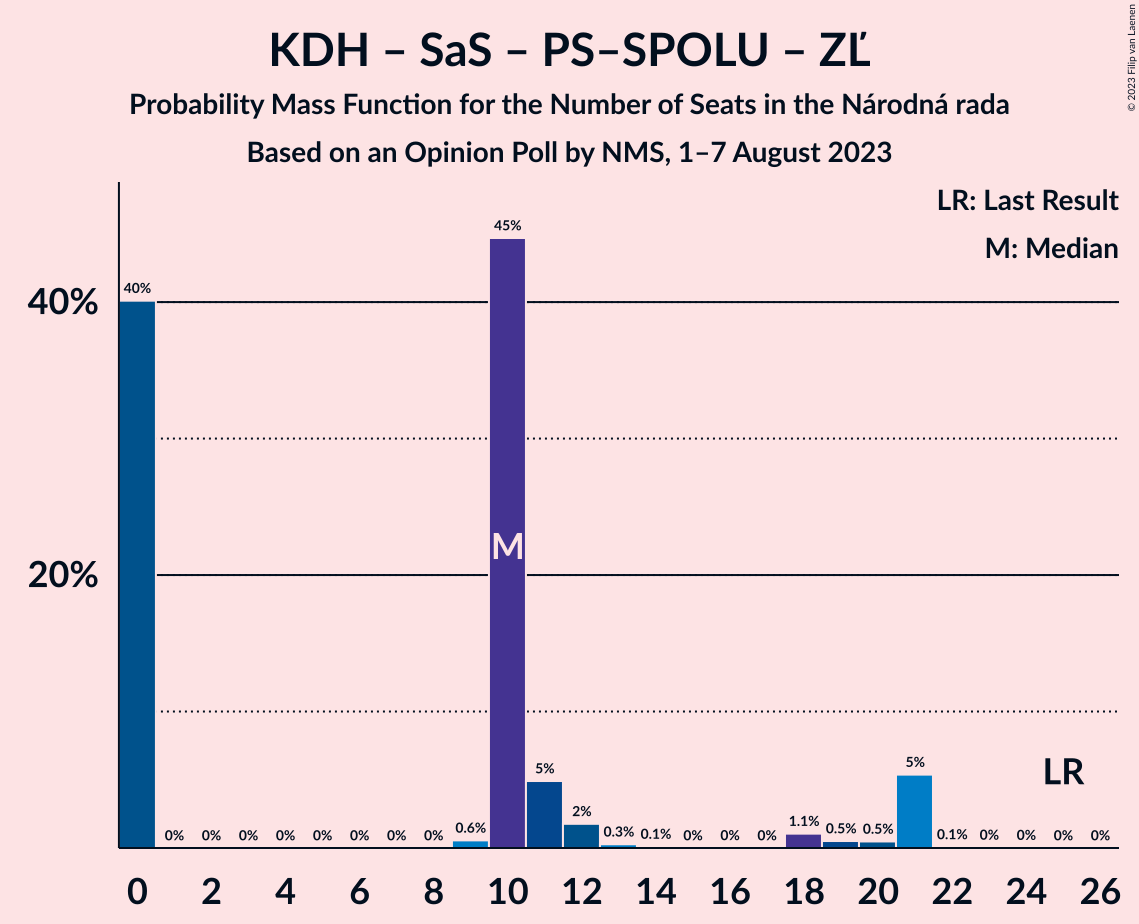 KDH – SaS – PS–SPOLU – ZĽ
Probability Mass Function for the Number of Seats in the Národná rada
Based on an Opinion Poll by NMS, 1–7 August 2023
© 2023 Filip van Laenen
LR: Last Result
M: Median
45%
40%
40%
M
20%
5%
5%
LR
2%
0% 0% 0% 0% 0% 0% 0% 0% 0.6% 0.3% 0.1% 0% 0% 0% 1.1% 0.5% 0.5% 0.1% 0% 0% 0% 0%
0 2 4 6 8 10 12 14 16 18 20 22 24 26